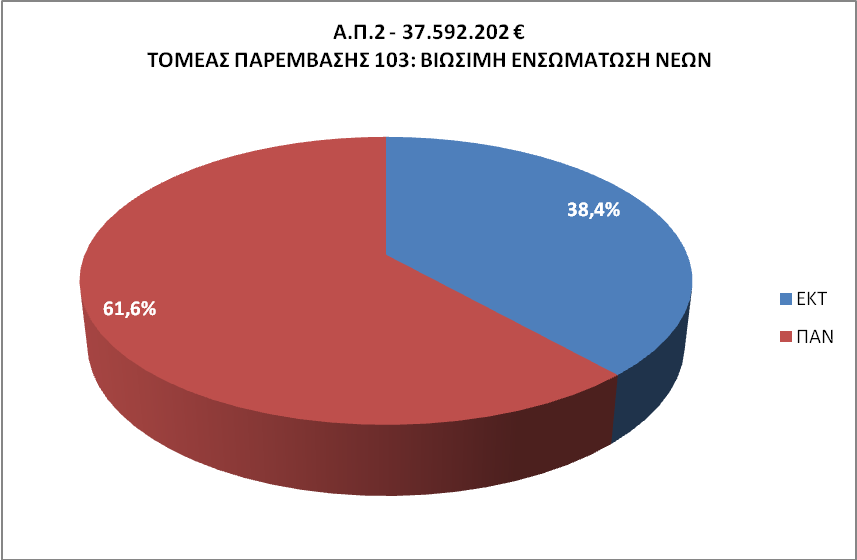 Α.Π.2 - 37.592.202 €
ΤΟΜΕΑΣ ΠΑΡΕΜΒΑΣΗΣ 103: ΒΙΩΣΙΜΗ ΕΝΣΩΜΑΤΩΣΗ ΝΕΩΝ
38,4%
61,6%
ΕΚΤ
ΠΑΝ